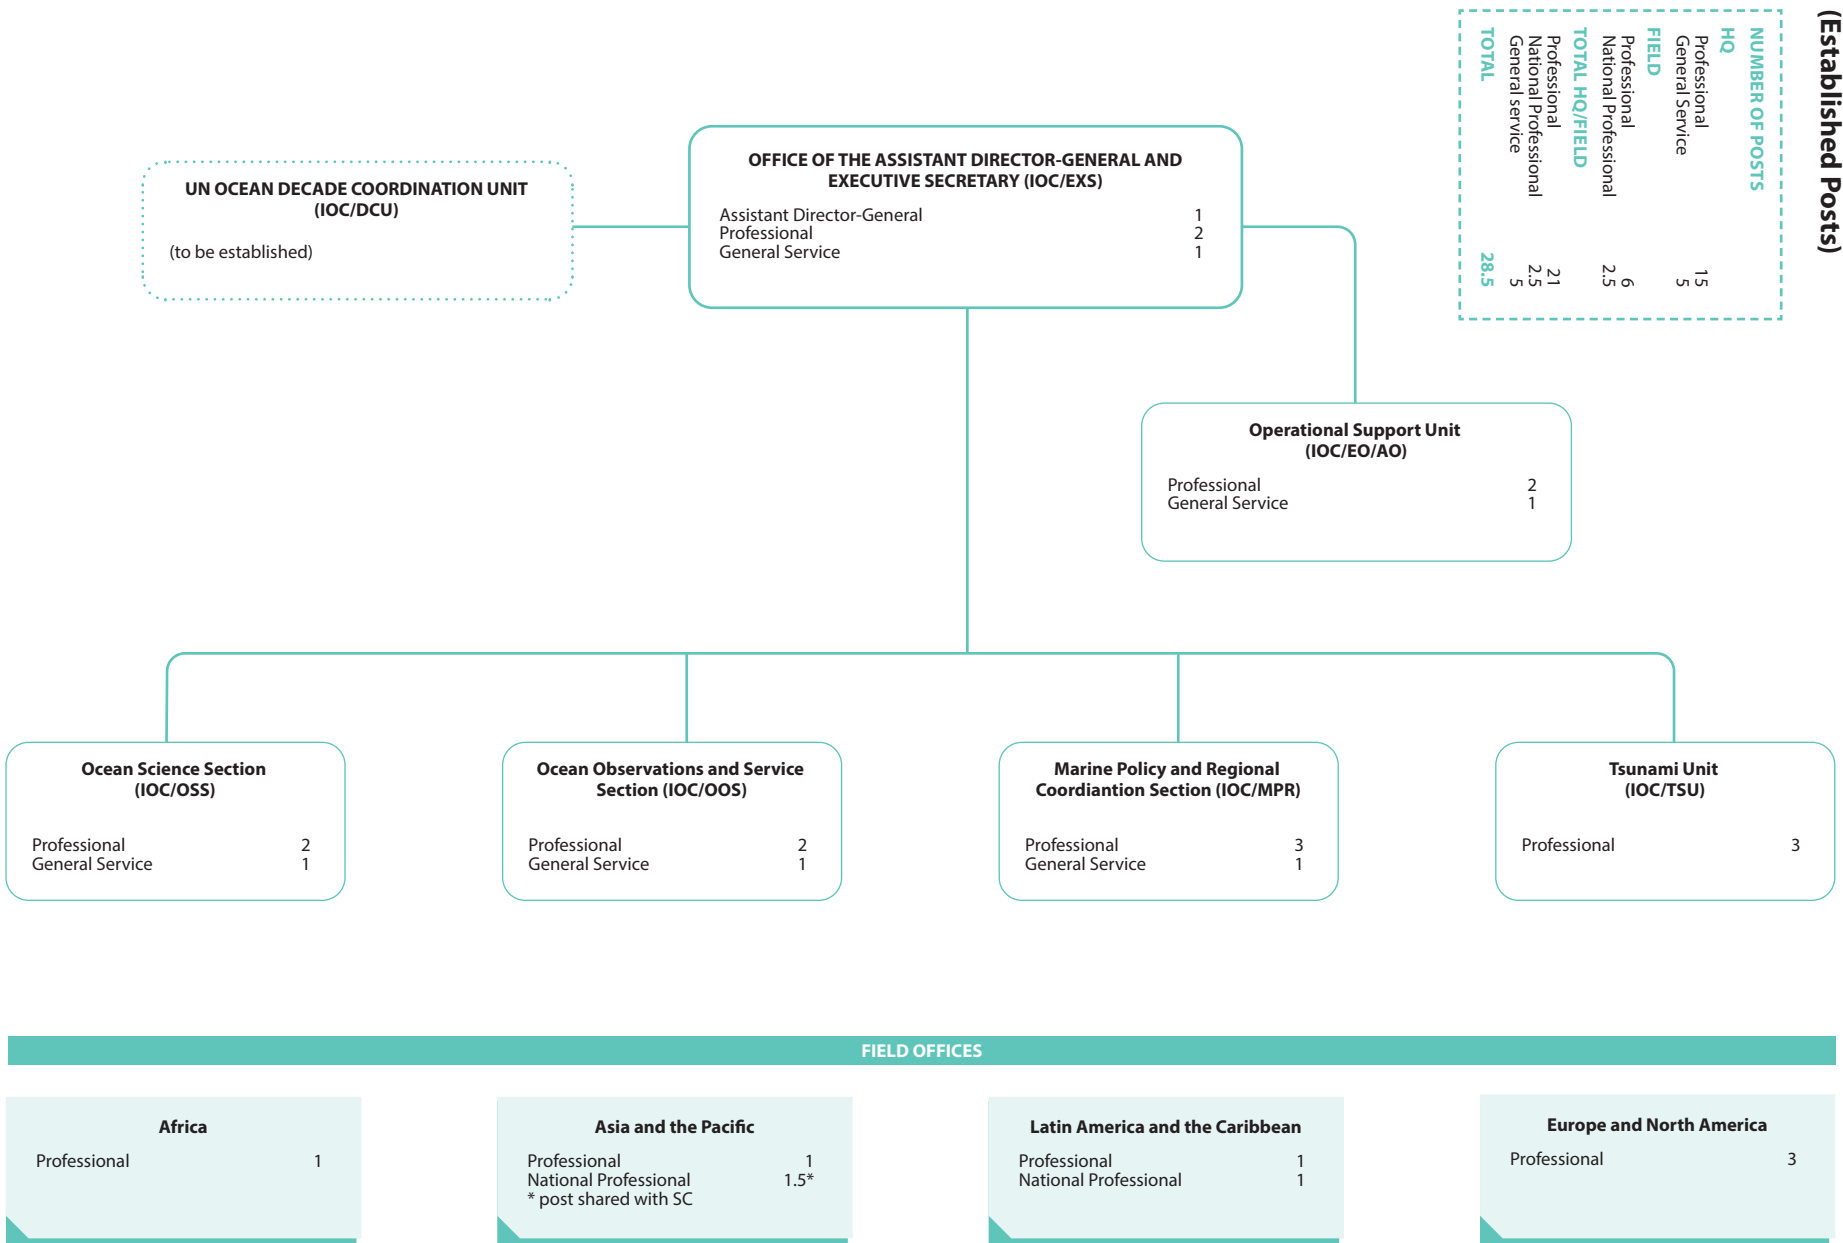 (Established Posts)
NUMBER OF POSTS
HQ
Professional 15
General Service 5
FIELD
Professional 6
National Professional 2.5
TOTAL HQ/FIELD
Professional 21
National Professional 2.5
General service 5
TOTAL 28.5
UN OCEAN DECADE COORDINATION UNIT
(IOC/DCU)
(to be established)
OFFICE OF THE ASSISTANT DIRECTOR-GENERAL AND
EXECUTIVE SECRETARY (IOC/EXS)
Assistant Director-General 1
Professional 2
General Service 1
Operational Support Unit
(IOC/EO/AO)
Professional 2
General Service 1
Ocean Science Section
(IOC/OSS)
Professional 2
General Service 1
Ocean Observations and Service
Section (IOC/OOS)
Professional 2
General Service 1
Marine Policy and Regional
Coordiantion Section (IOC/MPR)
Professional 3
General Service 1
Tsunami Unit
(IOC/TSU)
Professional 3
FIELD OFFICES
Africa
Professional 1
Asia and the Pacific
Professional 1
National Professional 1.5*
* post shared with SC
Latin America and the Caribbean
Professional 1
National Professional 1
Europe and North America
Professional 3